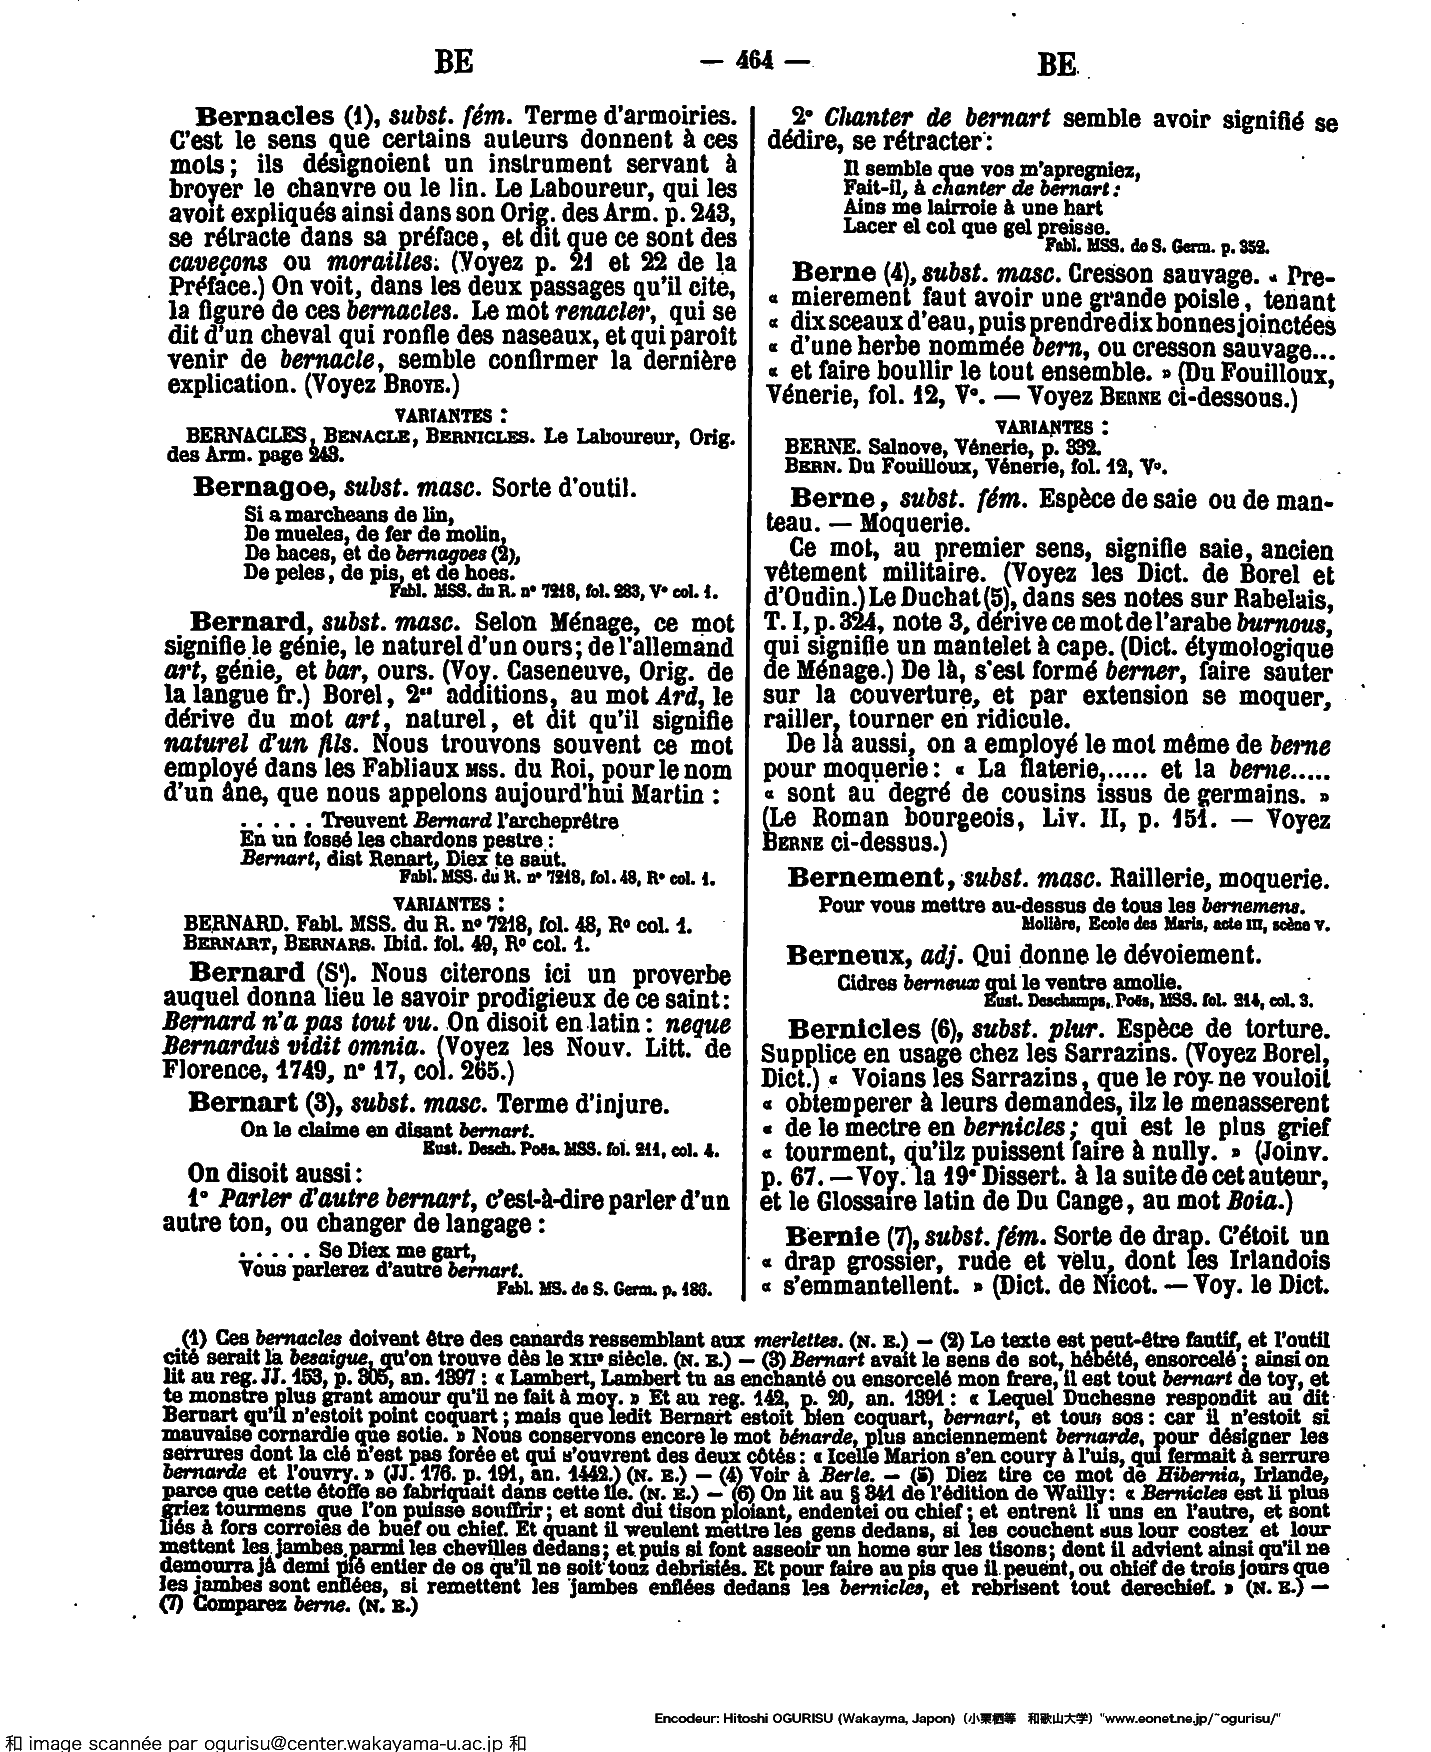 BE
— 464 —
BE
Bernacles (1), subst. fém. Terme d'armoiries.
C'est le sens que certains auteurs donnent à ces
mots ; ils désignoient un instrument servant à
broyer le chanvre ou le lin. Le Laboureur, qui les
avoit expliqués ainsi dans son Orig. des Arm. p. 243,
se rétracte dans sa préface, et dit que ce sont des
caveçons ou morailles. (Voyez p. 21 et 22 de la
Préface.) On voit, dans les deux passages qu'il cite,
la figure de ces bernacles. Le mot renacler, qui se
dit d'un cheval qui ronfle des naseaux, et qui paroît
venir de bernacle, semble confirmer la dernière
explication. (Voyez BROYE.)
VARIANTES :
BERNACLES, BENACLE, BERNICLES. Le Laboureur, Orig.
des Arm. page 243.
Bernagoe, subst. masc. Sorte d'outil.
Si a marcheans de lin,
De mueles, de fer de molin,
De haces, et de bernagoes (2),
De peles, de pis, et de hoes.
Fabl. MSS. du R. n° 7218, fol. 283, V° col. 1.
Bernard, subst. masc. Selon Ménage, ce mot
signifie le génie, le naturel d'un ours ; de l'allemand
art, génie, et bar, ours. (Voy. Caseneuve, Orig. de
la langue fr.) Borel, 2es additions, au mot Ard, le
dérive du mot art, naturel, et dit qu'il signifie
naturel d'un fils. Nous trouvons souvent ce mot
employé dans les Fabliaux MSS. du Roi, pour le nom
d'un âne, que nous appelons aujourd'hui Martin :
. . . . . Treuvent Bernard l'archeprêtre
En un fossé les chardons pestre :
Bernart, dist Renart, Diex te saut.
Fabl. MSS. du R. n° 7218, fol. 48, R° col. 1.
VARIANTES :
BERNARD. Fabl. MSS. du R. n° 7218, fol. 48, R° col. 1.
BERNART, BERNARS. Ibid. fol. 49, R° col. 1.
Bernard (St). Nous citerons ici un proverbe
auquel donna lieu le savoir prodigieux de ce saint :
Bernard n'a pas tout vu. On disoit en latin : neque
Bernardus vidit omnia. (Voyez les Nouv. Litt. de
Florence, 1749, n° 17, col. 265.)
Bernart (3), subst. masc. Terme d'injure.
On le claime en disant bernart.
Eust. Desch. Poës. MSS. fol. 211, col. 4.
On disoit aussi :
1° Parler d'autre bernart, c'est-à-dire parler d'un
autre ton, ou changer de langage :
. . . . . Se Diex me gart,
Vous parlerez d'autre bernart.
Fabl. MS. de S. Germ. p. 186.
2° Chanter de bernart semble avoir signifié se
dédire, se rétracter :
Il semble que vos m'apregniez,
Fait-il, à chanter de bernart :
Ains me lairroie à une hart
Lacer el col que gel preisse.
Fabl. MSS. de S. Germ. p. 352.
Berne (4), subst. masc. Cresson sauvage. « Pre-
« mierement faut avoir une grande poisle, tenant
« dix sceaux d'eau, puis prendre dix bonnes joinctées
« d'une herbe nommée bern, ou cresson sauvage...
« et faire boullir le tout ensemble. » (Du Fouilloux,
Vénerie, fol. 12, V°. — Voyez BERNE ci-dessous.)
VARIANTES :
BERNE. Salnove, Vénerie, p. 332.
BERN. Du Fouilloux, Vénerie, fol. 12, V°.
Berne, subst. fém. Espèce de saie ou de man-
teau. — Moquerie.
Ce mot, au premier sens, signifie saie, ancien
vêtement militaire. (Voyez les Dict. de Borel et
d'Oudin.) Le Duchat (5), dans ses notes sur Rabelais,
T. I, p. 324, note 3, dérive ce mot de l'arabe burnous,
qui signifie un mantelet à cape. (Dict. étymologique
de Ménage.) De là, s'est formé berner, faire sauter
sur la couverture, et par extension se moquer,
railler, tourner en ridicule.
De là aussi, on a employé le mot même de berne
pour moquerie : « La flaterie,..... et la berne.....
« sont au degré de cousins issus de germains. »
(Le Roman bourgeois, Liv. II, p. 151. — Voyez
BERNE ci-dessus.)
Bernement, subst. masc. Raillerie, moquerie.
Pour vous mettre au-dessus de tous les bernemens.
Molière, Ecole des Maris, acte III, scène V.
Berneux, adj. Qui donne le dévoiement.
Cidres berneux qui le ventre amolie.
Eust. Deschamps, Poës, MSS. fol. 214, col. 3.
Bernicles (6), subst. plur. Espèce de torture.
Supplice en usage chez les Sarrazins. (Voyez Borel,
Dict.) « Voians les Sarrazins, que le roy ne vouloit
« obtemperer à leurs demandes, ilz le menasserent
« de le mectre en bernicles ; qui est le plus grief
« tourment, qu'ilz puissent faire à nully. » (Joinv.
p. 67. — Voy. la 19e Dissert. à la suite de cet auteur,
et le Glossaire latin de Du Cange, au mot Boia.)
Bernie (7), subst. fém. Sorte de drap. C'étoit un
« drap grossier, rude et velu, dont les Irlandois
« s'emmantellent. » (Dict. de Nicot. — Voy. le Dict.
(1) Ces bernacles doivent être des canards ressemblant aux merlettes. (N. E.) — (2) Le texte est peut-être fautif, et l'outil
cité serait la besaigue, qu'on trouve dès le XIIe siècle. (N. E.) — (3) Bernart avait le sens de sot, hébété, ensorcelé ; ainsi on
lit au reg. JJ. 153, p. 305, an. 1397 : « Lambert, Lambert tu as enchanté ou ensorcelé mon frere, il est tout bernart de toy, et
te monstre plus grant amour qu'il ne fait à moy. » Et au reg. 142, p. 20, an. 1391 : « Lequel Duchesne respondit au dit
Bernart qu'il n'estoit point coquart ; mais que ledit Bernart estoit bien coquart, bernart, et tous sos : car il n'estoit si
mauvaise cornardie que sotie. » Nous conservons encore le mot bénarde, plus anciennement bernarde, pour désigner les
serrures dont la clé n'est pas forée et qui s'ouvrent des deux côtés : « Icelle Marion s'en coury à l'uis, qui fermait à serrure
bernarde et l'ouvry. » (JJ. 176. p. 191, an. 1442.) (N. E.) — (4) Voir à Berle. — (5) Diez tire ce mot de Hibernia, Irlande,
parce que cette étoffe se fabriquait dans cette île. (N. E.) — (6) On lit au § 341 de l'édition de Wailly : « Bernicles est li plus
griez tourmens que l'on puisse souffrir ; et sont dui tison ploiant, endentei ou chief ; et entrent li uns en l'autre, et sont
liés à fors corroies de buef ou chief. Et quant il weulent mettre les gens dedans, si les couchent sus lour costez et lour
mettent les jambes parmi les chevilles dedans ; et puis si font asseoir un home sur les tisons ; dont il advient ainsi qu'il ne
demourra jà demi pié entier de os qu'il ne soit touz debrisiés. Et pour faire au pis que il peuent, ou chief de trois jours que
les jambes sont enflées, si remettent les jambes enflées dedans les bernicles, et rebrisent tout derechief. » (N. E.) —
(7) Comparez berne. (N. E.)
Encodeur: Hitoshi OGURISU (Wakayma, Japon)（小栗栖等 和歌山大学）"www.eonet.ne.jp/~ogurisu/"
和 image scannée par ogurisu@center.wakayama-u.ac.jp 和